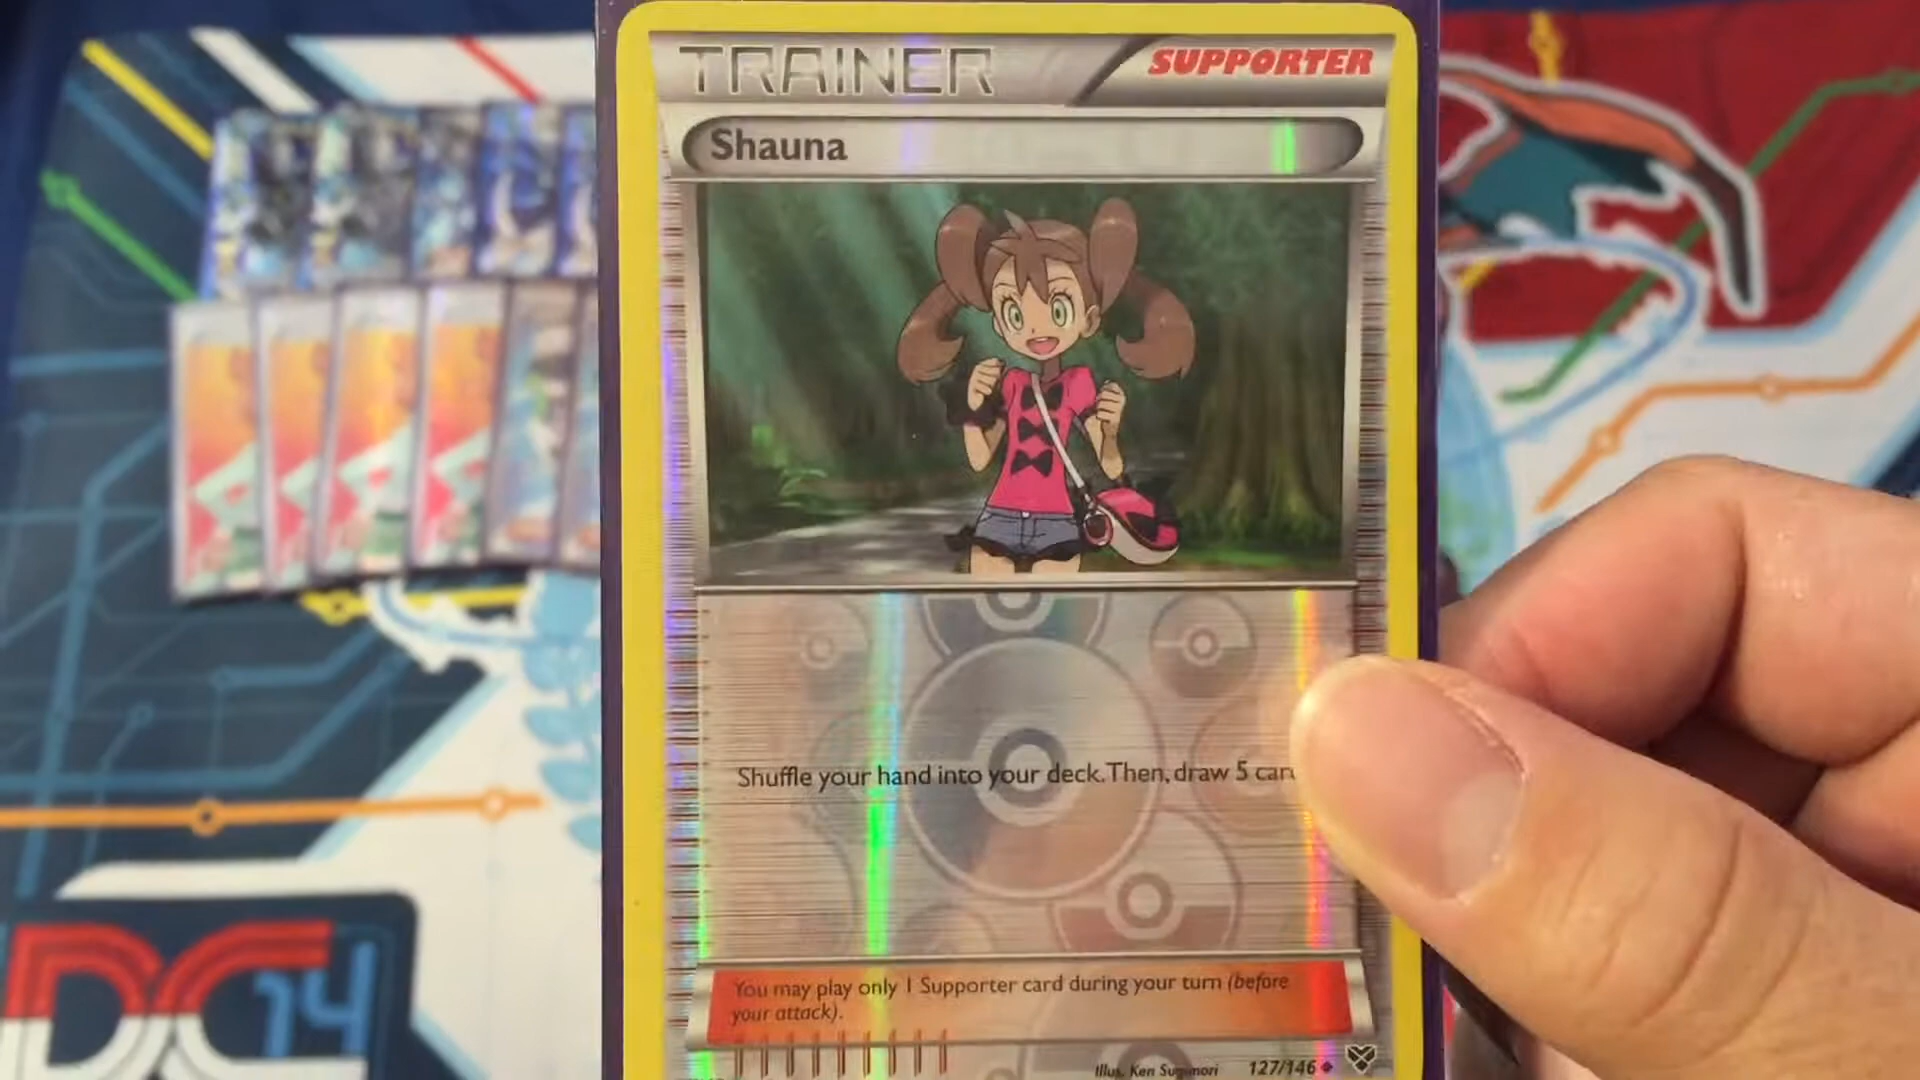 TRAINER
SUPPORTER
Shauna
Shuffle your hand into your deck. Then, draw 5
You may play only 1 Supporter card during your turn (before
your attack).
Illus. Ken Sugimori 127/146
DC
14